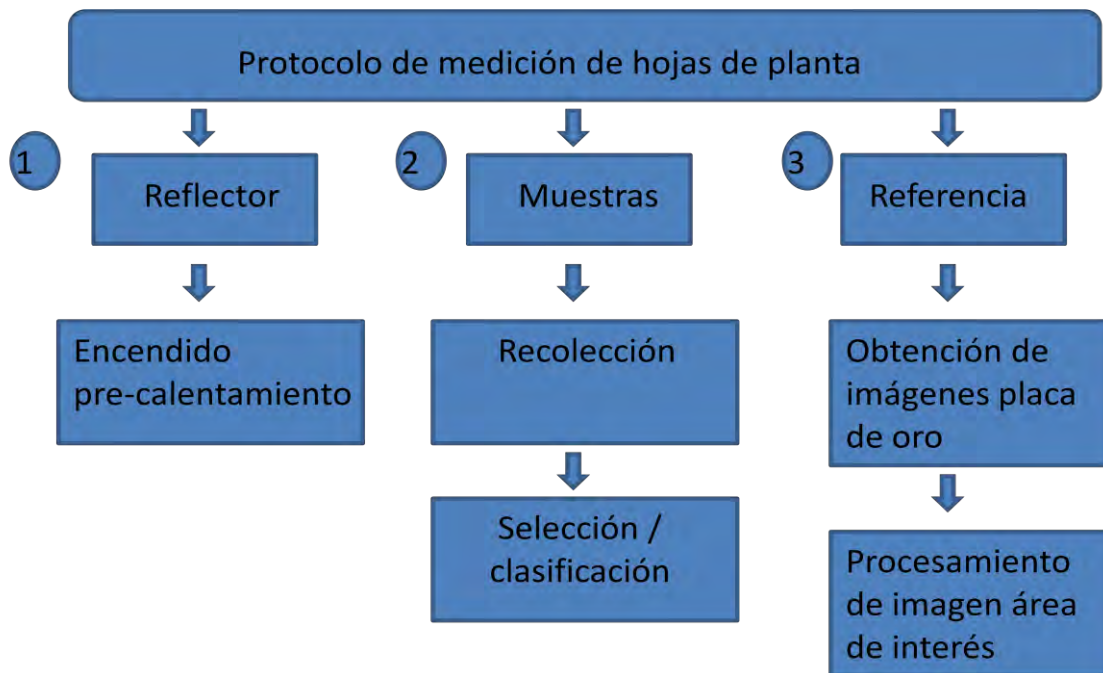 Protocolo de medición de hojas de planta
1
Reflector
2
Muestras
3
Referencia
Encendido
pre-calentamiento
Recolección
Obtención de
imágenes placa
de oro
Selección /
clasificación
Procesamiento
de imagen área
de interés